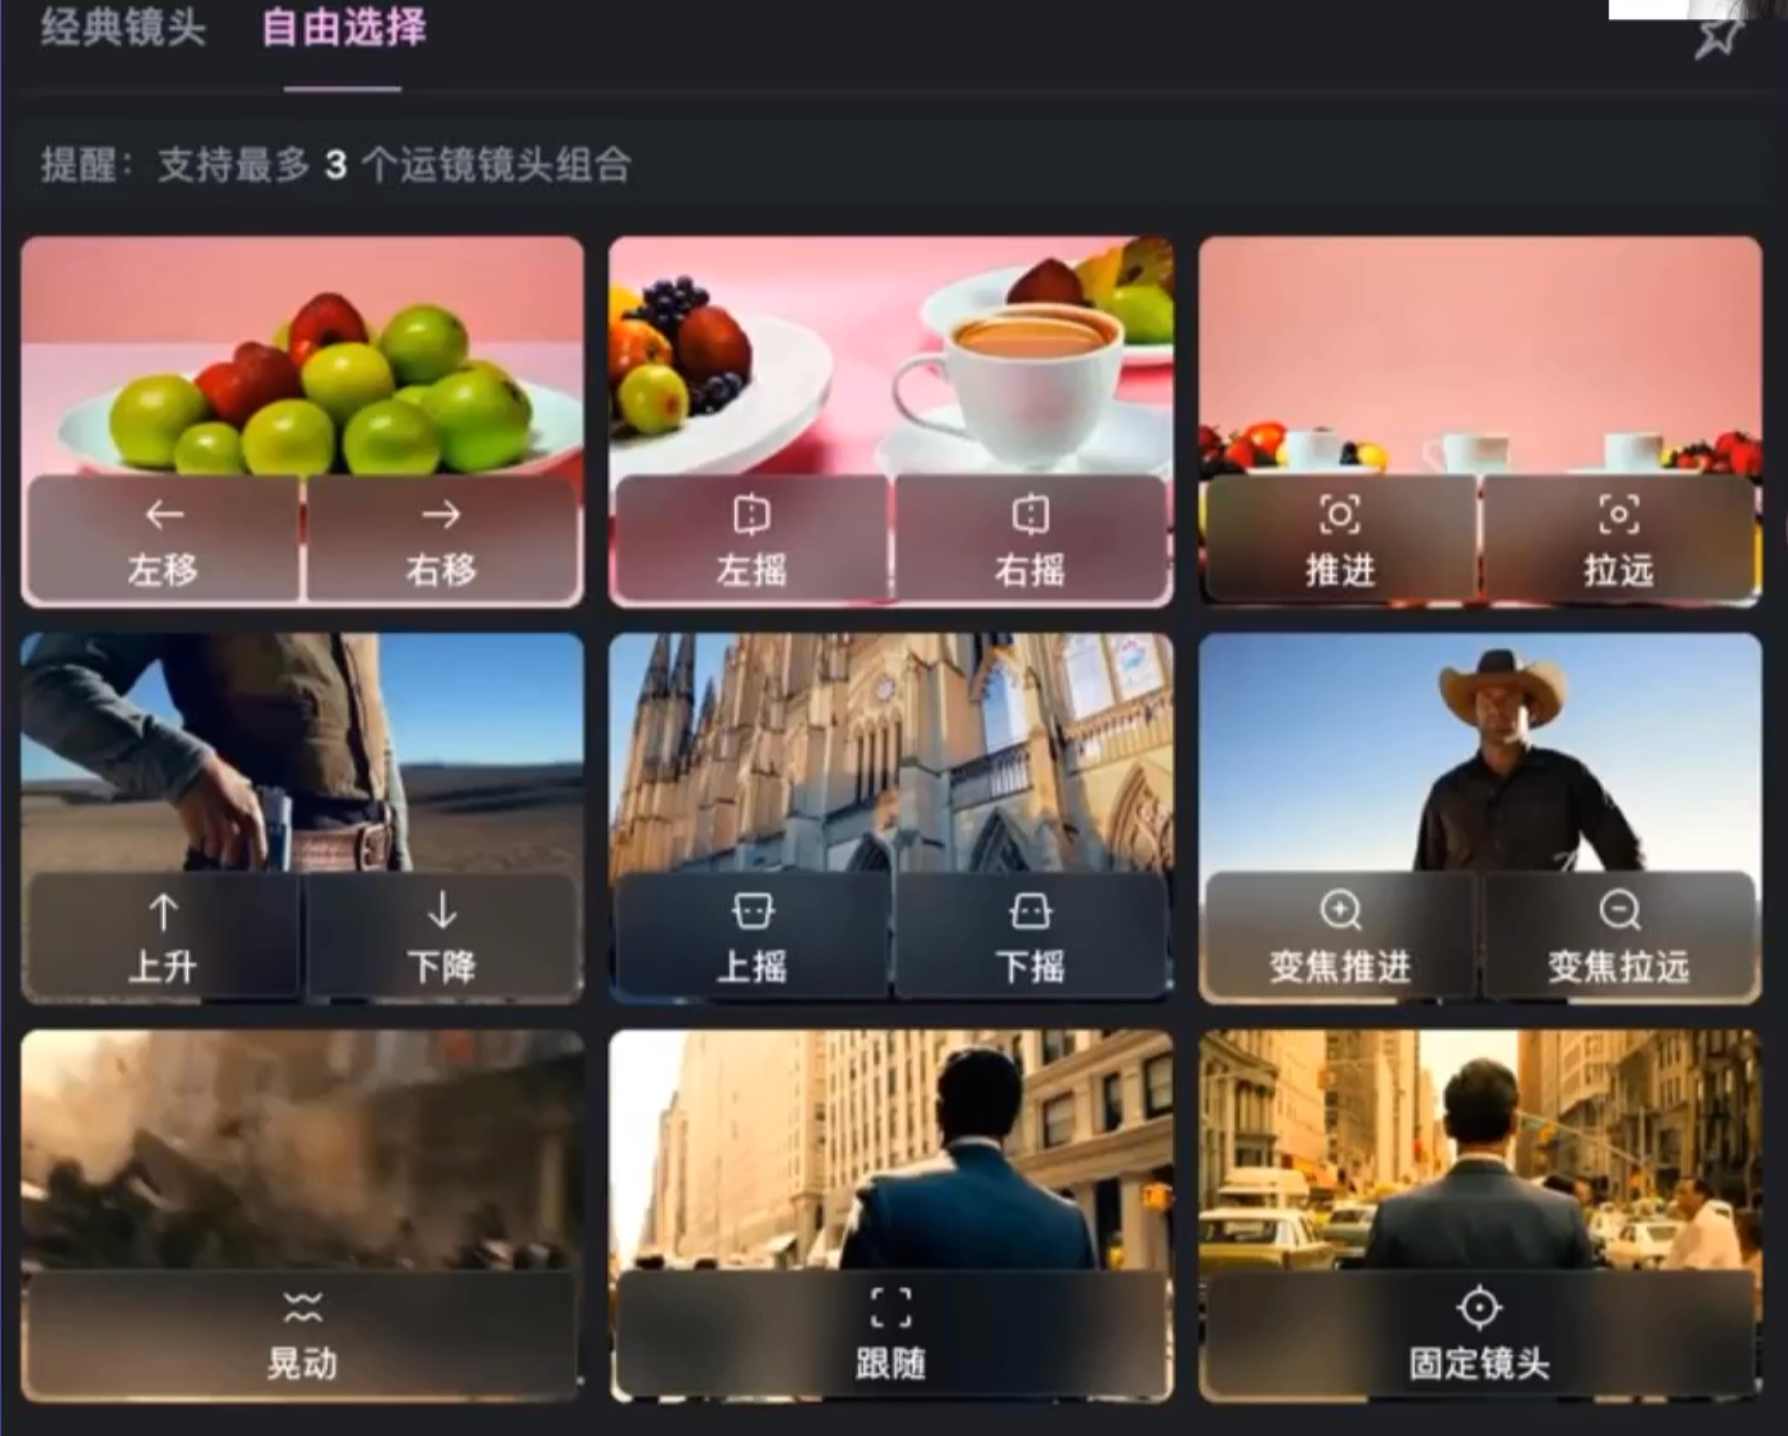 经典镜头 自由选择
提醒：支持最多 3 个运镜镜头组合
左移 右移 左摇 右摇 推进 拉远
上升 下降 上摇 下摇 变焦推进 变焦拉远
晃动 跟随 固定镜头